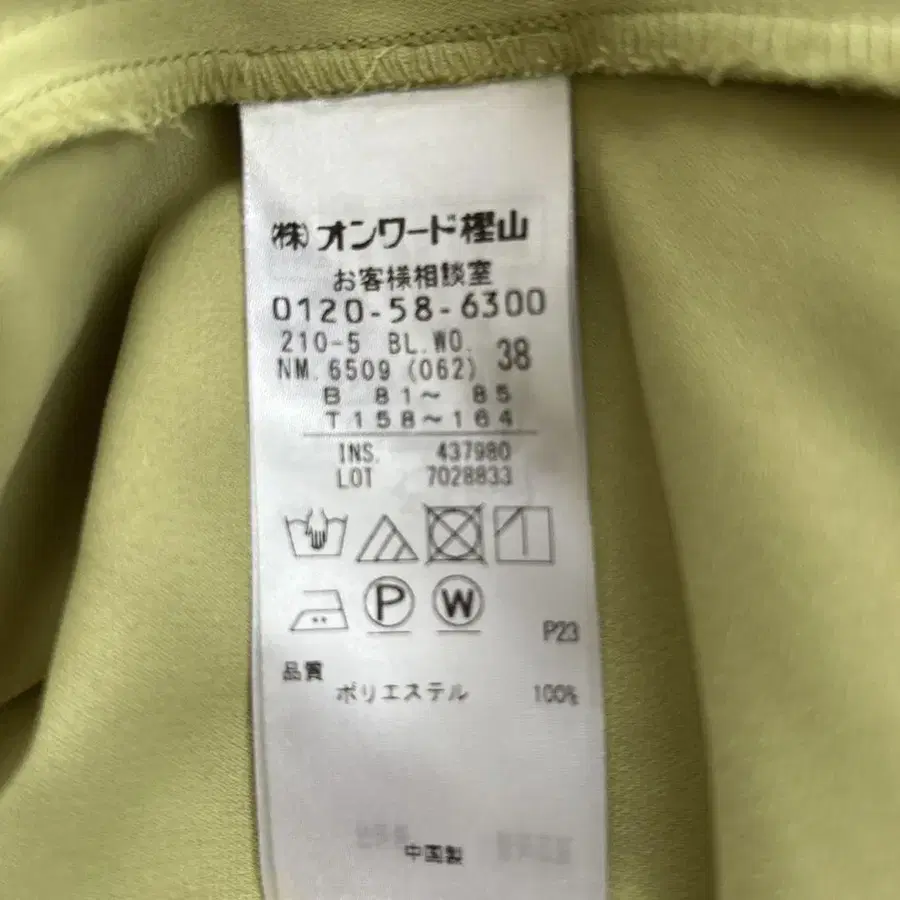 ㈱オンワード樫山
お客様相談室
0120-58-6300
210-5 BL.WO. 38
NM.6509(062)
B 81～ 85
T158～164
INS. 437980
LOT 7028833
P W
P23
品質
ポリエステル 100%
中国製